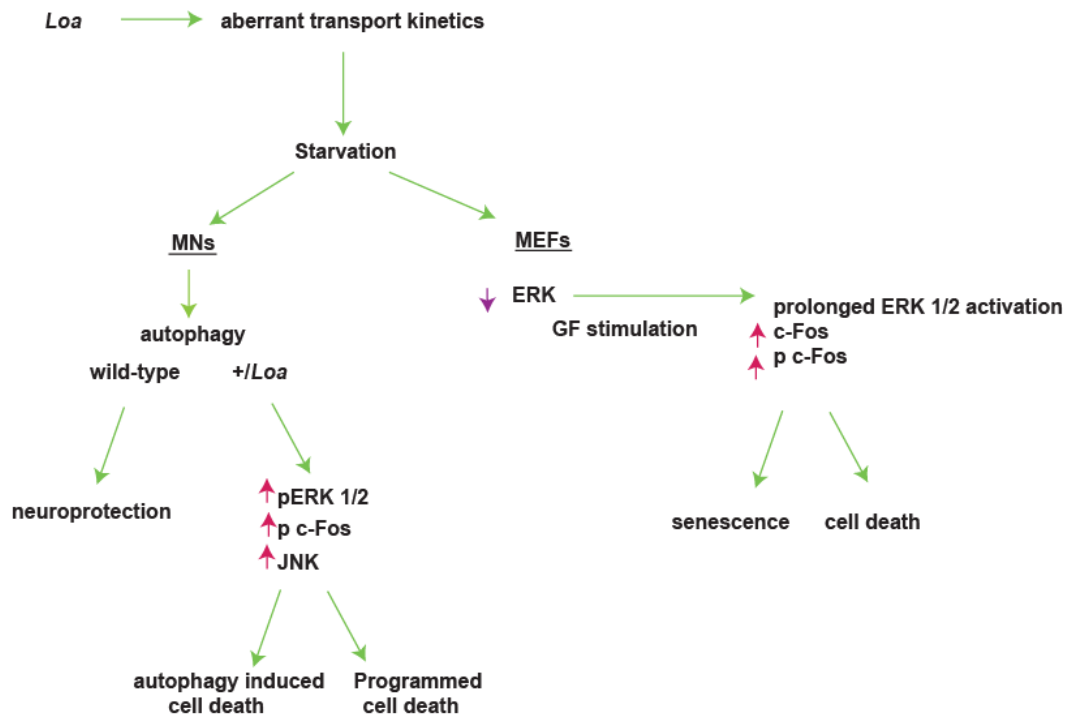 Loa
aberrant transport kinetics
Starvation
MNs
MEFs
autophagy
wild-type
+/Loa
neuroprotection
pERK 1/2
p c-Fos
JNK
autophagy induced
cell death
Programmed
cell death
ERK
GF stimulation
prolonged ERK 1/2 activation
c-Fos
p c-Fos
senescence
cell death